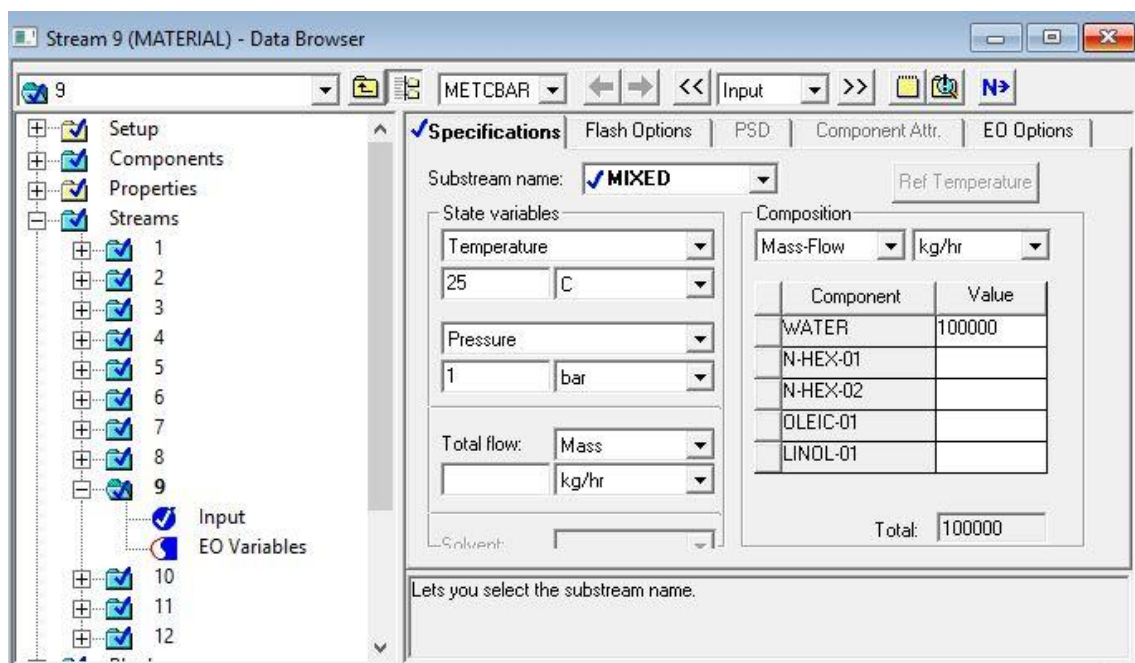 Stream 9 (MATERIAL) - Data Browser
9 METCBAR << Input >> N>
Setup
Components
Properties
Streams
1
2
3
4
5
6
7
8
9
Input
EO Variables
10
11
12
Specifications Flash Options PSD Component Attr. EO Options
Substream name: MIXED Ref Temperature
State variables
Temperature
25 C
Pressure
1 bar
Total flow: Mass
kg/hr
Solvent:
Composition
Mass-Flow kg/hr
Component Value
WATER 100000
N-HEX-01
N-HEX-02
OLEIC-01
LINOL-01
Total: 100000
Lets you select the substream name.